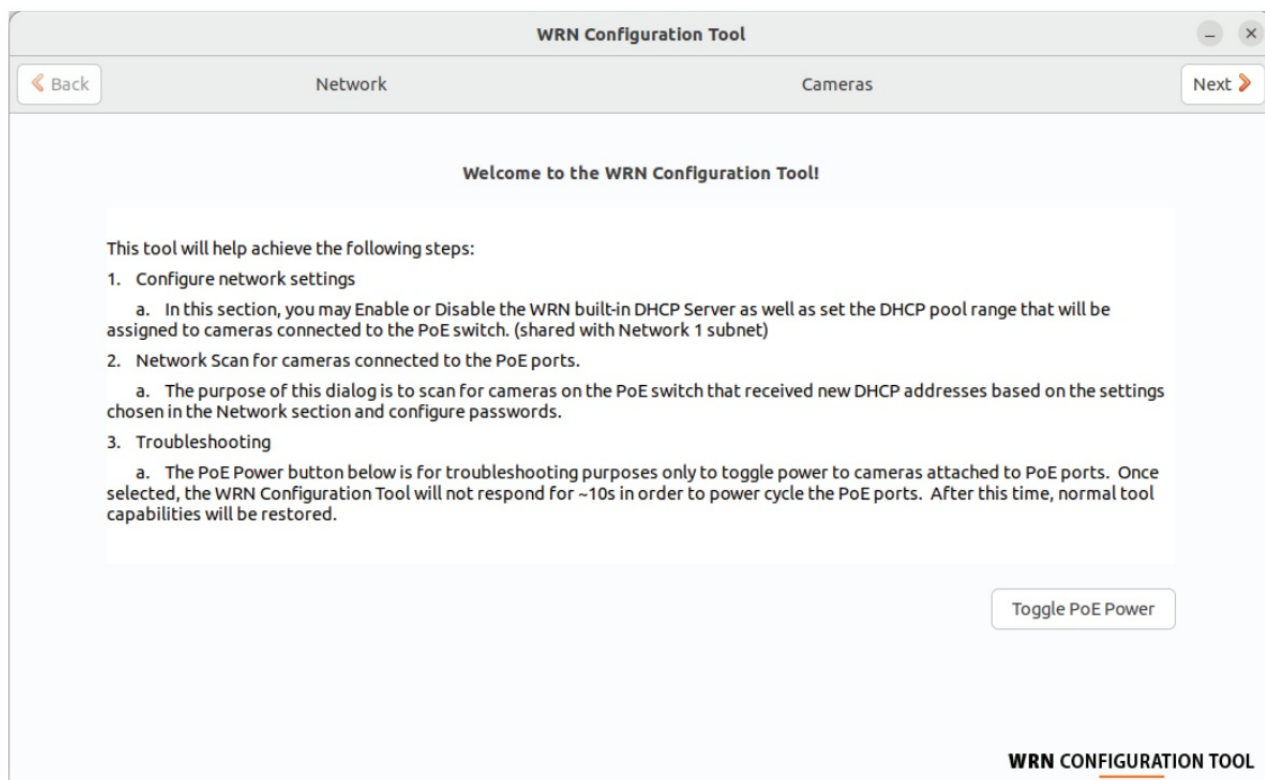 WRN Configuration Tool
Back Network Cameras Next
Welcome to the WRN Configuration Tool!
This tool will help achieve the following steps:
1. Configure network settings
a. In this section, you may Enable or Disable the WRN built-in DHCP Server as well as set the DHCP pool range that will be
assigned to cameras connected to the PoE switch. (shared with Network 1 subnet)
2. Network Scan for cameras connected to the PoE ports.
a. The purpose of this dialog is to scan for cameras on the PoE switch that received new DHCP addresses based on the settings
chosen in the Network section and configure passwords.
3. Troubleshooting
a. The PoE Power button below is for troubleshooting purposes only to toggle power to cameras attached to PoE ports. Once
selected, the WRN Configuration Tool will not respond for ~10s in order to power cycle the PoE ports. After this time, normal tool
capabilities will be restored.
Toggle PoE Power
WRN CONFIGURATION TOOL